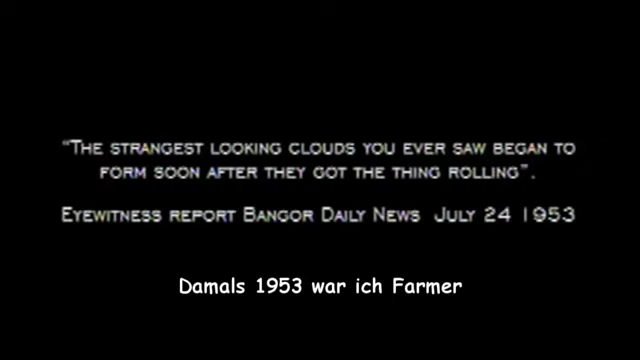 "The strangest looking clouds you ever saw began to
form soon after they got the thing rolling".
Eyewitness report Bangor Daily News July 24 1953
Damals 1953 war ich Farmer